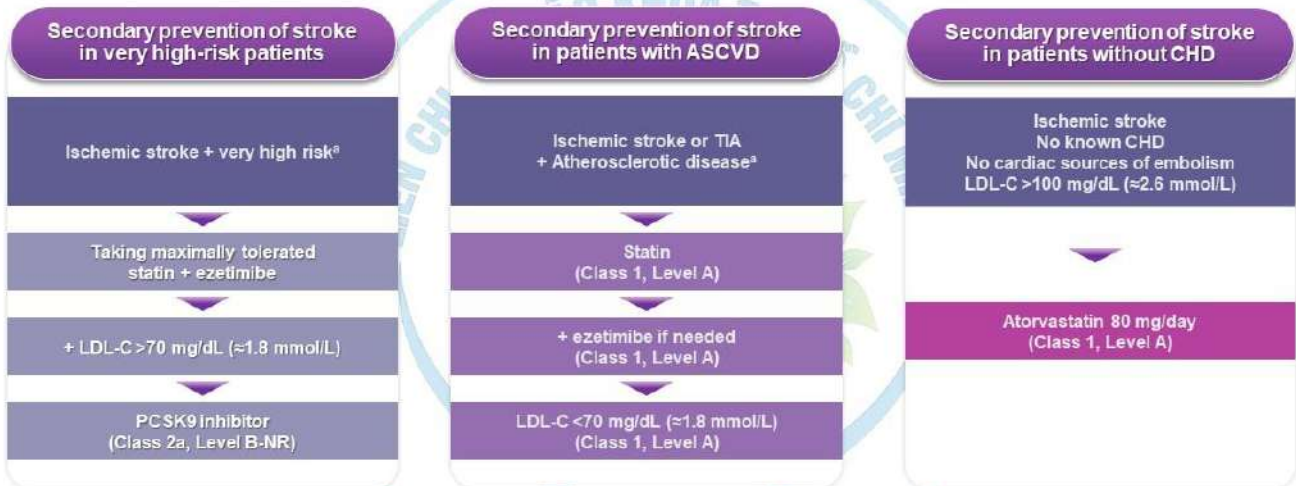 Secondary prevention of stroke
in very high-risk patients
Ischemic stroke + very high riskᵃ
Taking maximally tolerated
statin + ezetimibe
+ LDL-C >70 mg/dL (≈1.8 mmol/L)
PCSK9 inhibitor
(Class 2a, Level B-NR)
Secondary prevention of stroke
in patients with ASCVD
Ischemic stroke or TIA
+ Atherosclerotic diseaseᵃ
Statin
(Class 1, Level A)
+ ezetimibe if needed
(Class 1, Level A)
LDL-C <70 mg/dL (≈1.8 mmol/L)
(Class 1, Level A)
Secondary prevention of stroke
in patients without CHD
Ischemic stroke
No known CHD
No cardiac sources of embolism
LDL-C >100 mg/dL (≈2.6 mmol/L)
Atorvastatin 80 mg/day
(Class 1, Level A)